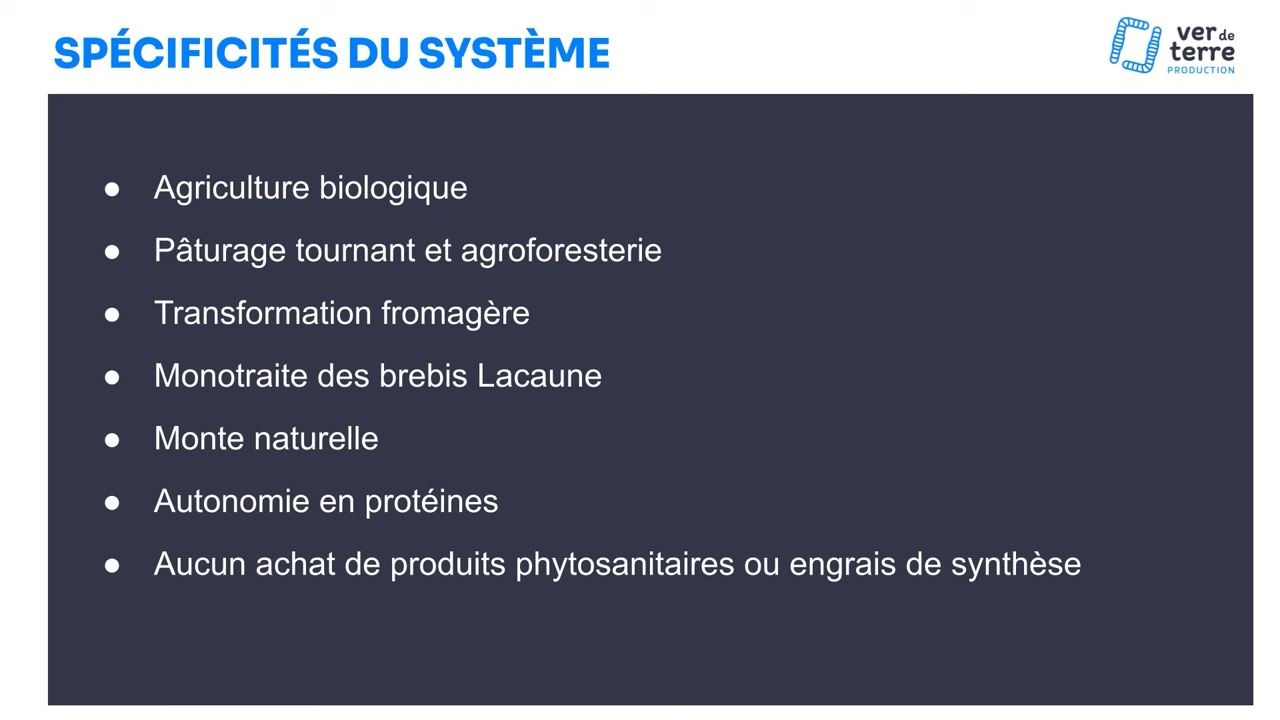 SPÉCIFICITÉS DU SYSTÈME
ver de
terre
PRODUCTION
● Agriculture biologique
● Pâturage tournant et agroforesterie
● Transformation fromagère
● Monotraite des brebis Lacaune
● Monte naturelle
● Autonomie en protéines
● Aucun achat de produits phytosanitaires ou engrais de synthèse